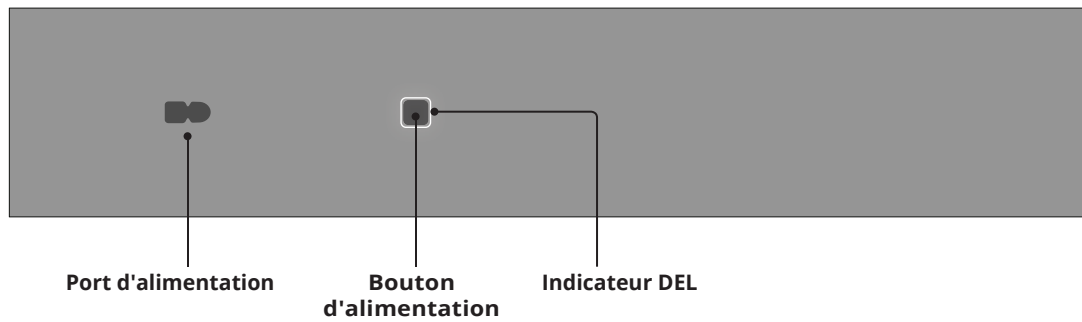 Port d'alimentation
Bouton
d'alimentation
Indicateur DEL